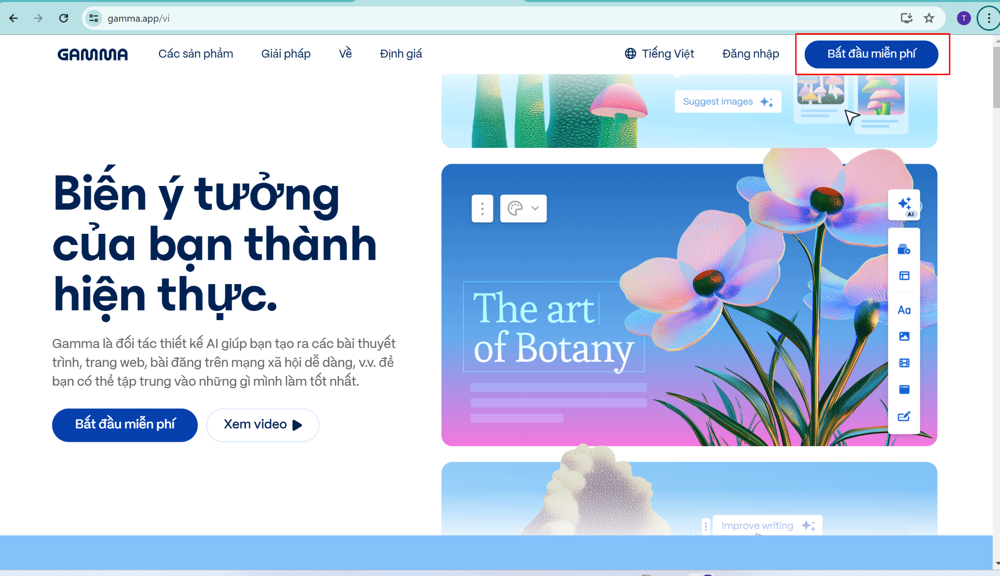 gamma.app/vi
T
GAMMA
Các sản phẩm
Giải pháp
Về
Định giá
Tiếng Việt
Đăng nhập
Bắt đầu miễn phí
Suggest images
Biến ý tưởng
của bạn thành
hiện thực.
Gamma là đối tác thiết kế AI giúp bạn tạo ra các bài thuyết
trình, trang web, bài đăng trên mạng xã hội dễ dàng, v.v. để
bạn có thể tập trung vào những gì mình làm tốt nhất.
Bắt đầu miễn phí
Xem video
AI
Aa
The art
of Botany
Improve writing